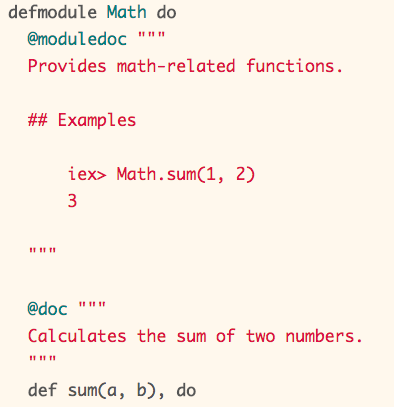 defmodule Math do
@moduledoc """
Provides math-related functions.
## Examples
iex> Math.sum(1, 2)
3
"""
@doc """
Calculates the sum of two numbers.
"""
def sum(a, b), do